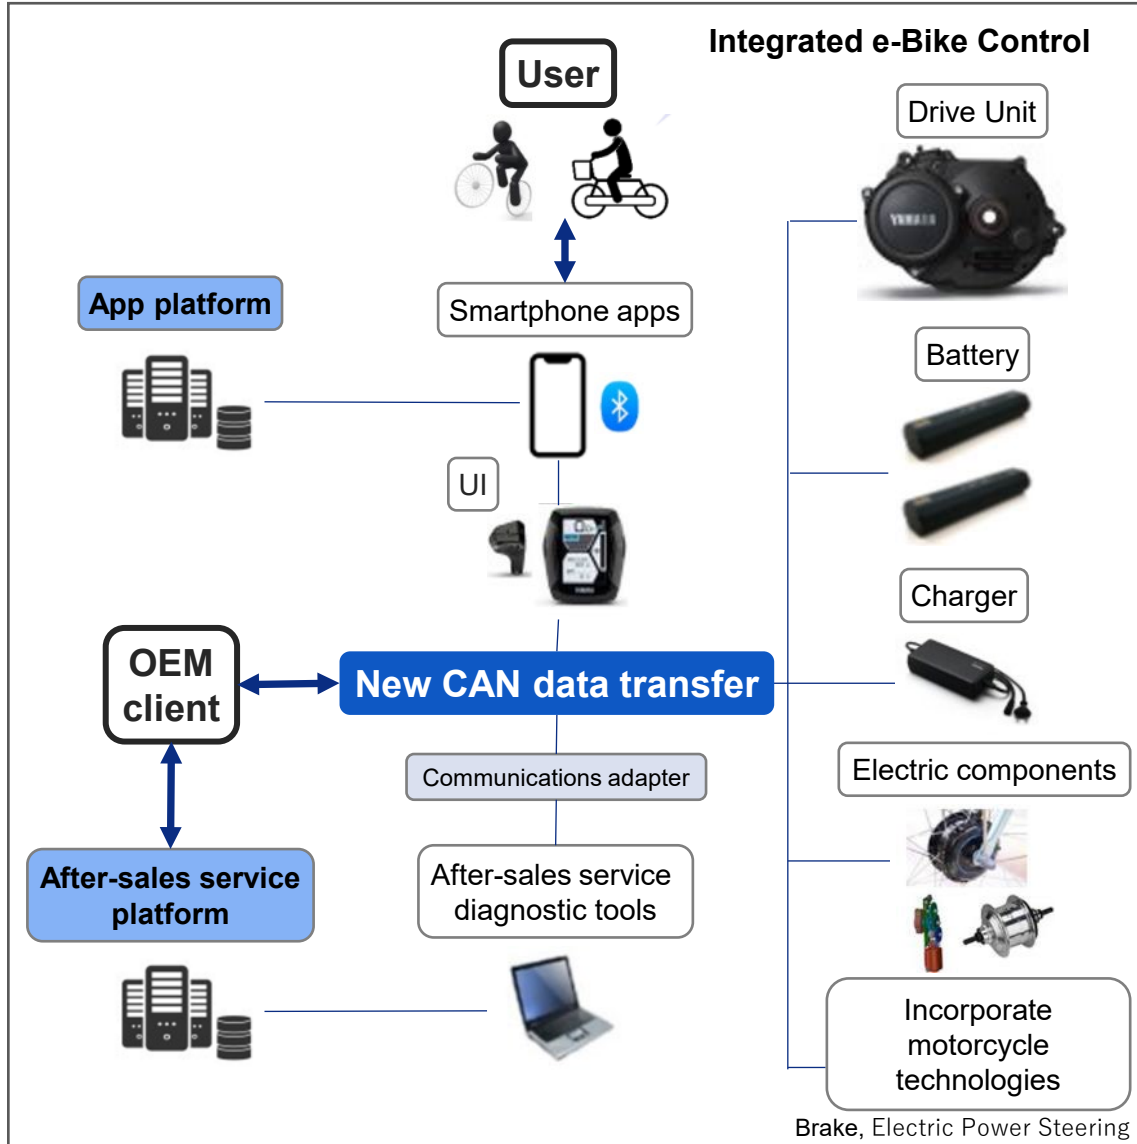 Integrated e-Bike Control
User
Drive Unit
YAMAHA
App platform
Smartphone apps
Battery
UI
Charger
OEM
client
New CAN data transfer
Communications adapter
Electric components
After-sales service
platform
After-sales service
diagnostic tools
Incorporate
motorcycle
technologies
Brake, Electric Power Steering